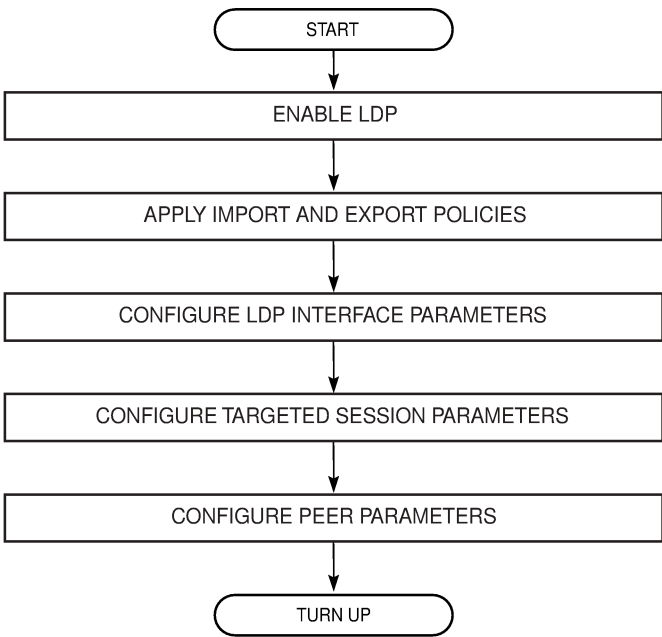 START
ENABLE LDP
APPLY IMPORT AND EXPORT POLICIES
CONFIGURE LDP INTERFACE PARAMETERS
CONFIGURE TARGETED SESSION PARAMETERS
CONFIGURE PEER PARAMETERS
TURN UP